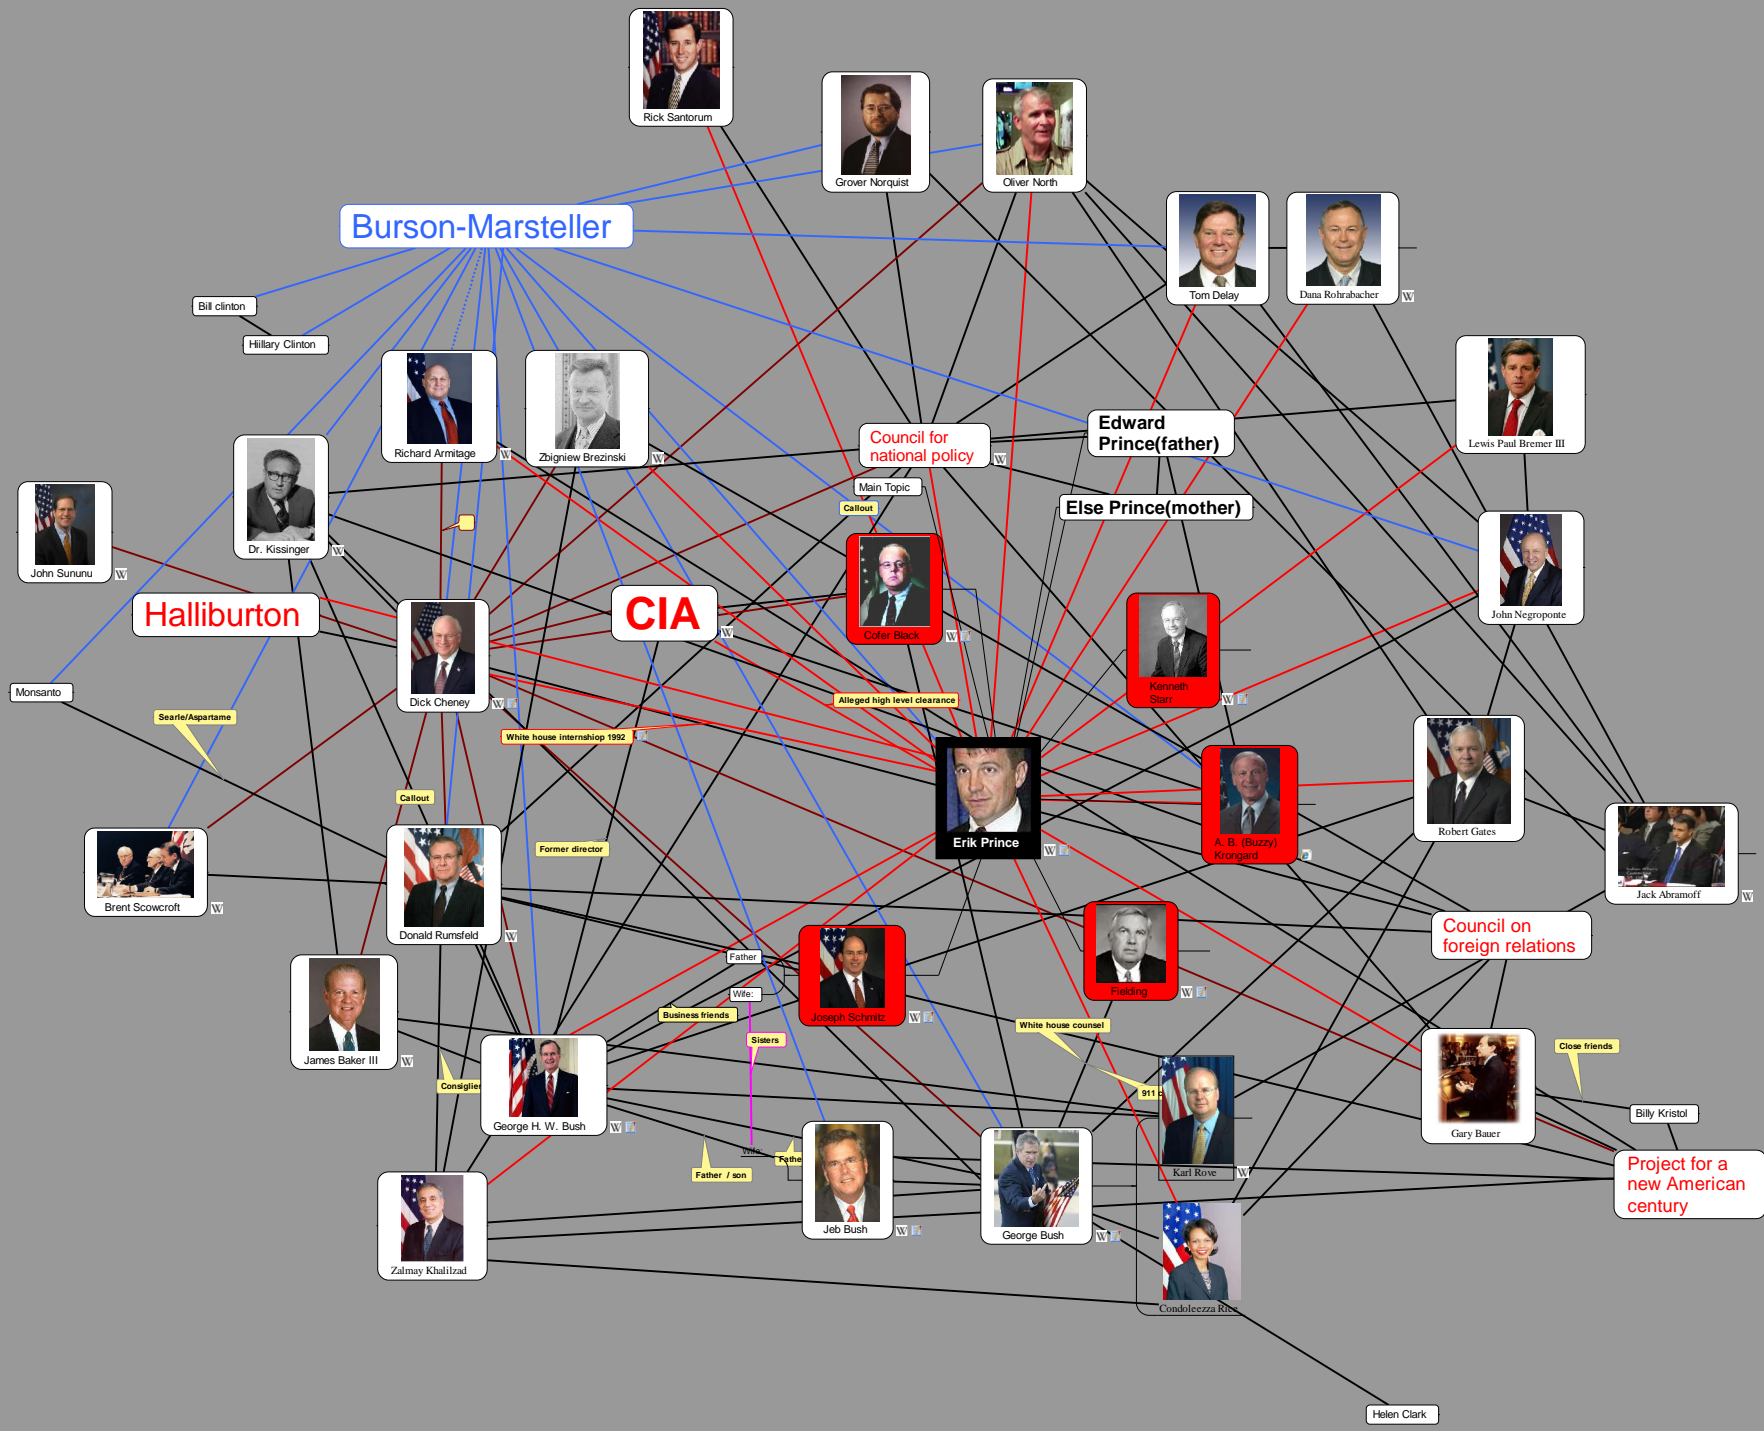 Rick Santorum
Grover Norquist
Oliver North
Burson-Marsteller
Tom Delay
Dana Rohrabacher
W
Bill clinton
Hiillary Clinton
Richard Armitage
W
Zbigniew Brezinski
W
Council for
national policy
W
Edward
Prince(father)
Lewis Paul Bremer III
Main Topic
Callout
Else Prince(mother)
Dr. Kissinger
W
John Sununu
W
Halliburton
CIA
W
Cofer Black
W
Kenneth
Starr
W
John Negroponte
Monsanto
Dick Cheney
W
Alleged high level clearance
Searle/Aspartame
White house internshiop 1992
Erik Prince
W
A. B. (Buzzy)
Krongard
Robert Gates
Callout
Former director
Brent Scowcroft
W
Donald Rumsfeld
W
Jack Abramoff
W
Council on
foreign relations
Father
Wife:
Joseph Schmitz
W
Fielding
W
Business friends
Sisters
White house counsel
Close friends
James Baker III
W
Consiglier
George H. W. Bush
W
911 c
Billy Kristol
Gary Bauer
Wife:
Fathe
Father / son
Jeb Bush
W
George Bush
W
Karl Rove
W
Project for a
new American
century
Zalmay Khalilzad
Condoleezza Rice
Helen Clark